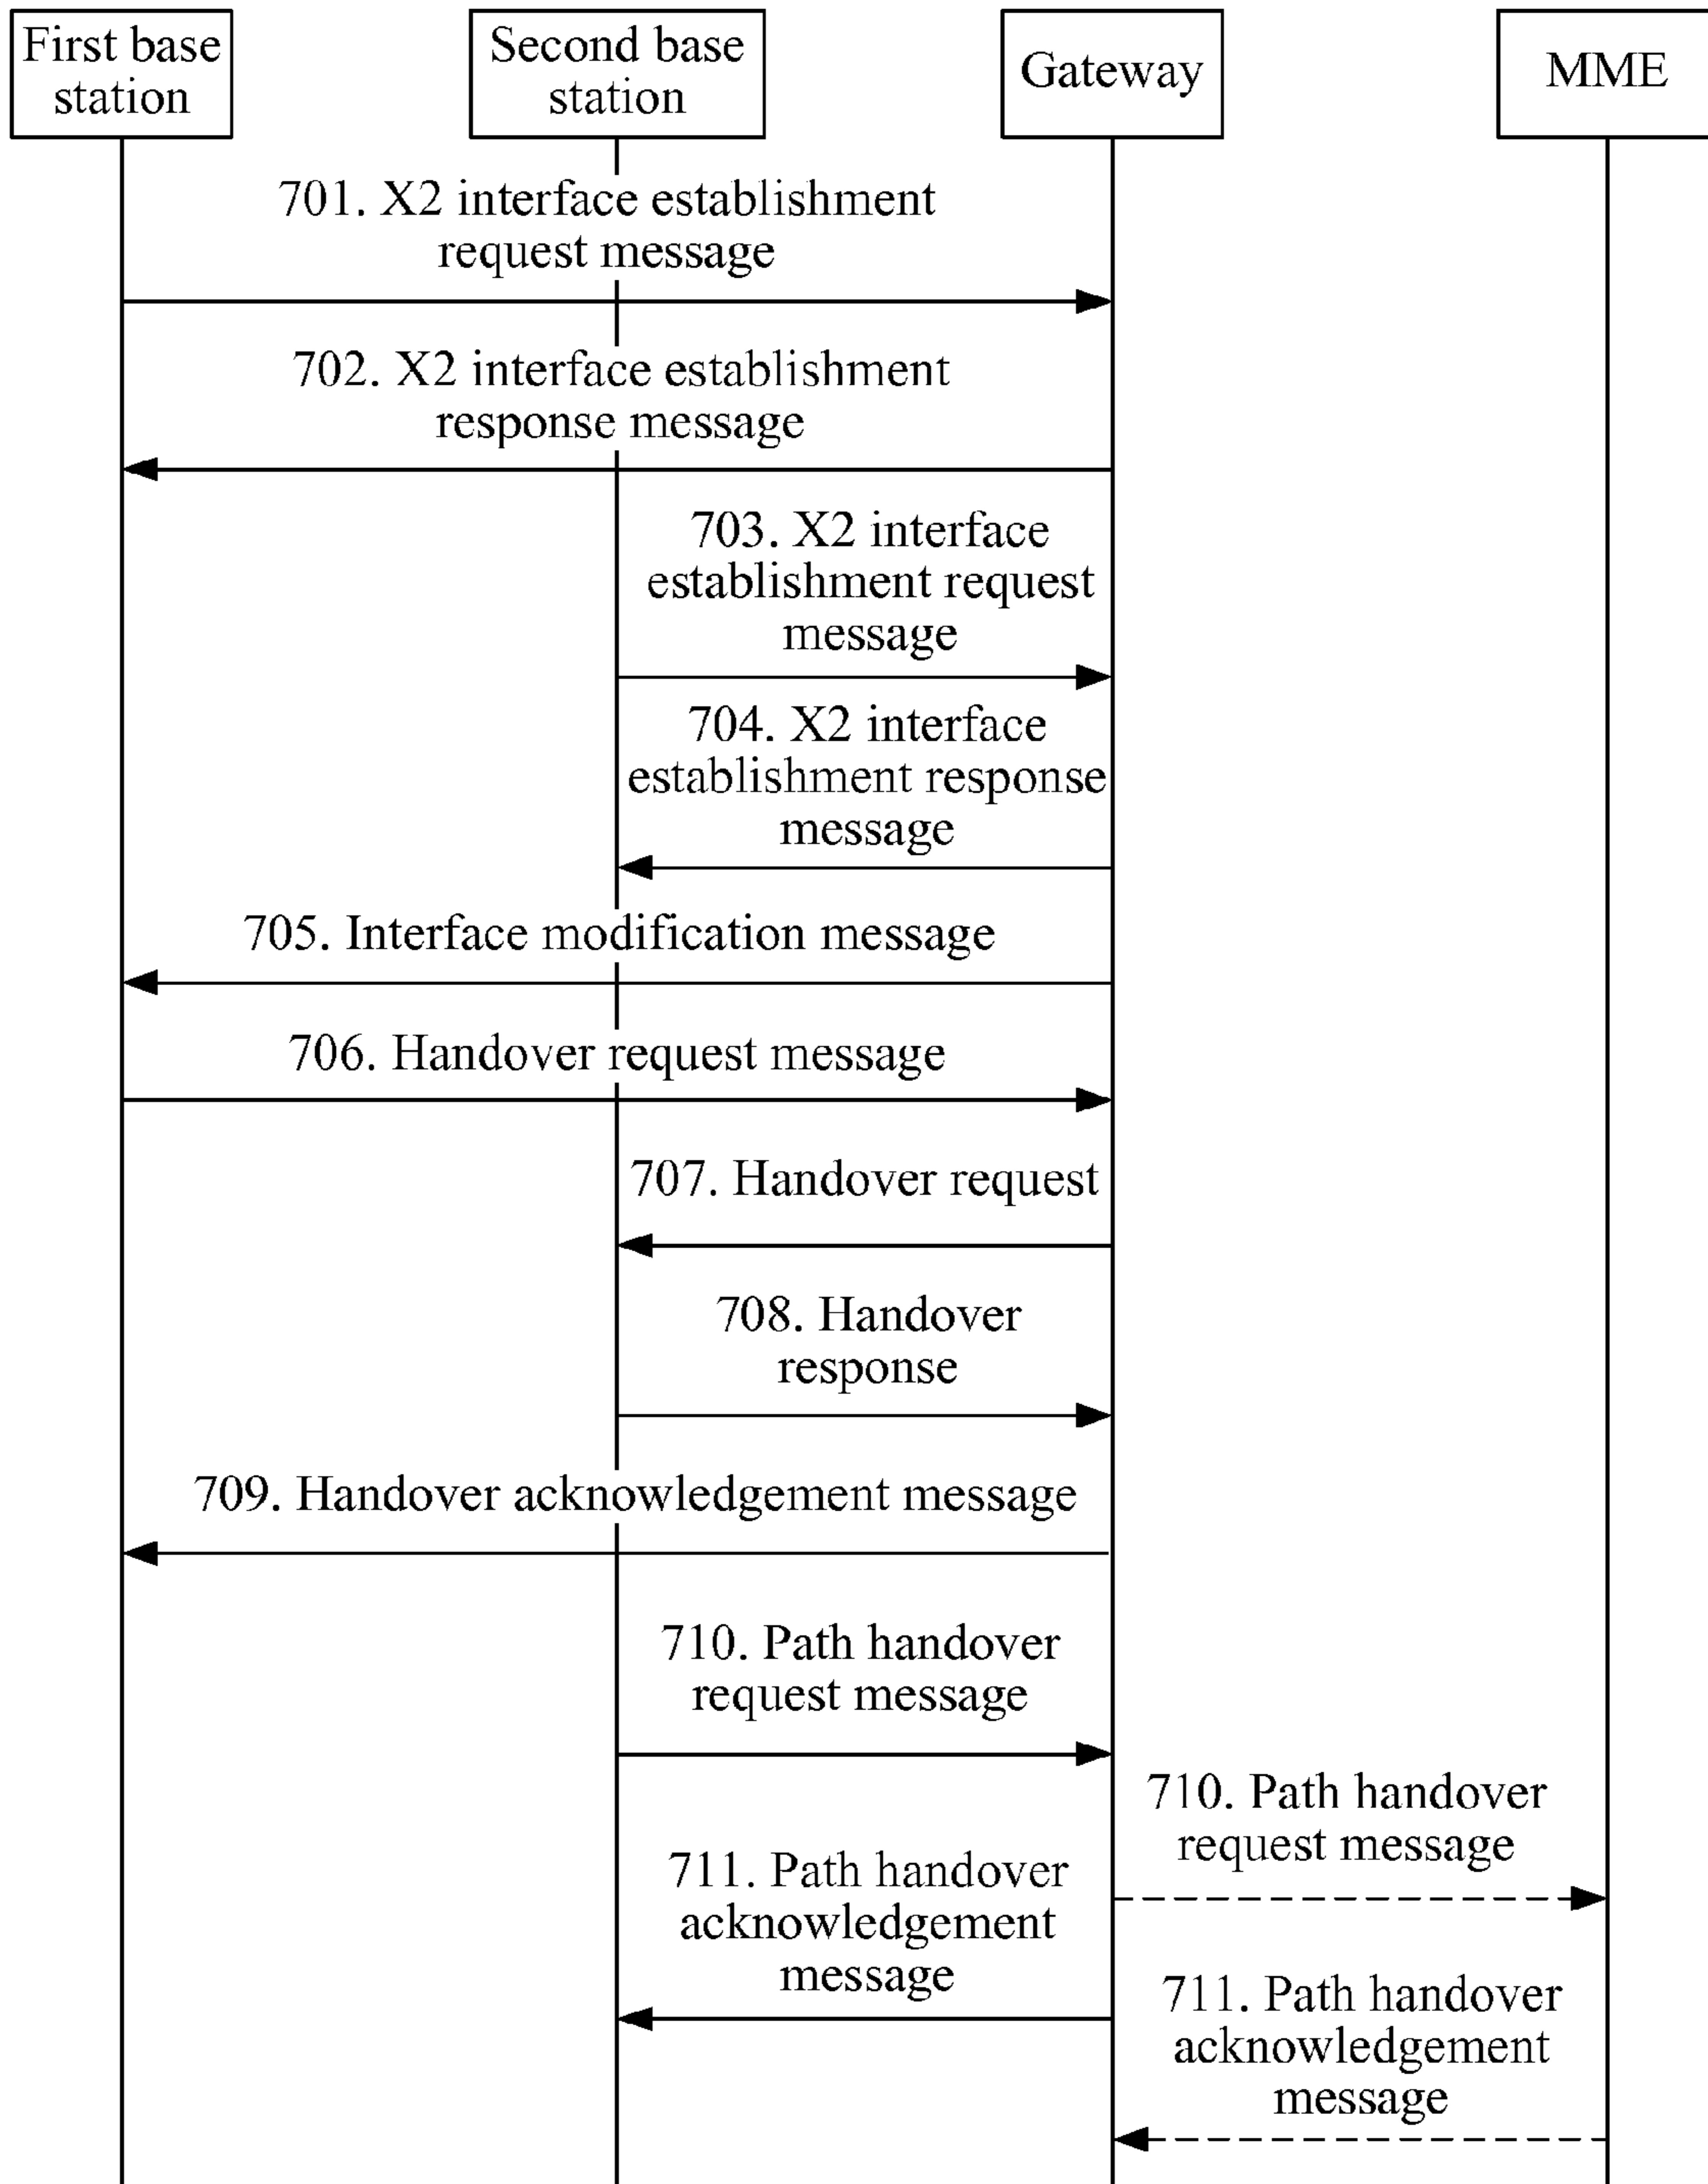 First base
station
Second base
station
Gateway
MME
701. X2 interface establishment
request message
702. X2 interface establishment
response message
703. X2 interface
establishment request
message
704. X2 interface
establishment response
message
705. Interface modification message
706. Handover request message
707. Handover request
708. Handover
response
709. Handover acknowledgement message
710. Path handover
request message
710. Path handover
request message
711. Path handover
acknowledgement
message
711. Path handover
acknowledgement
message